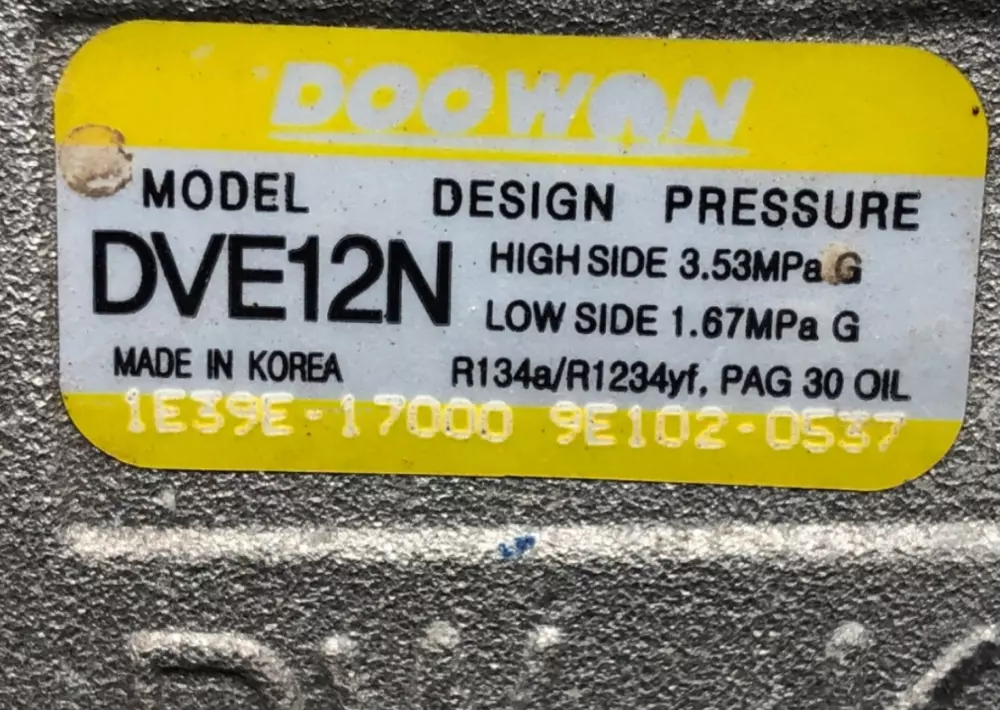 DOOWON
MODEL
DVE12N
DESIGN PRESSURE
HIGH SIDE 3.53MPa G
LOW SIDE 1.67MPa G
MADE IN KOREA
R134a/R1234yf, PAG 30 OIL
1E39E-17000 9E102-0537